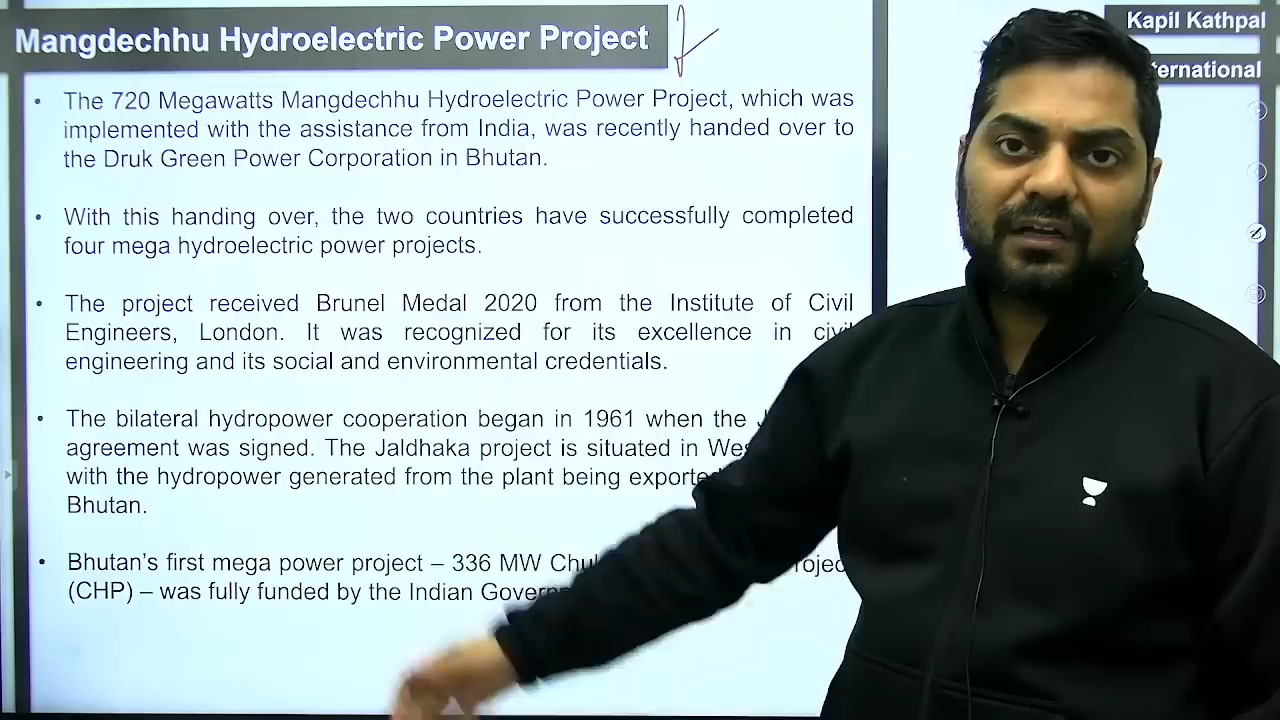 Mangdechhu Hydroelectric Power Project
Kapil Kathpal
ternational
The 720 Megawatts Mangdechhu Hydroelectric Power Project, which was
implemented with the assistance from India, was recently handed over to
the Druk Green Power Corporation in Bhutan.
With this handing over, the two countries have successfully completed
four mega hydroelectric power projects.
The project received Brunel Medal 2020 from the Institute of Civil
Engineers, London. It was recognized for its excellence in civil
engineering and its social and environmental credentials.
The bilateral hydropower cooperation began in 1961 when the J
agreement was signed. The Jaldhaka project is situated in Wes
with the hydropower generated from the plant being exported
Bhutan.
Bhutan's first mega power project – 336 MW Chu rojec
(CHP) – was fully funded by the Indian Govern